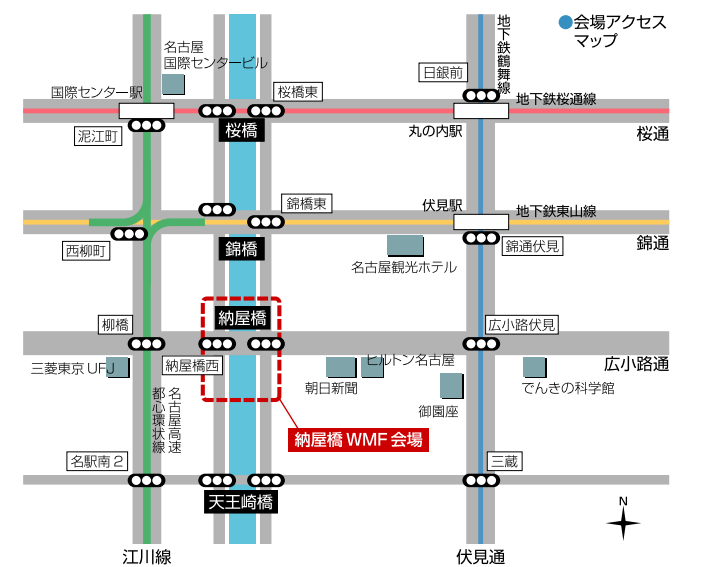 ●会場アクセス
マップ
地下鉄鶴舞線
名古屋
国際センタービル
日銀前
国際センター駅
桜橋東
地下鉄桜通線
泥江町
桜橋
丸の内駅
桜通
錦橋東
伏見駅
地下鉄東山線
西柳町
錦橋
錦通伏見
錦通
名古屋観光ホテル
柳橋
納屋橋
広小路伏見
三菱東京UFJ
納屋橋西
ヒルトン名古屋
広小路通
朝日新聞
でんきの科学館
名古屋高速
都心環状線
御園座
納屋橋WMF会場
名駅南2
三蔵
天王崎橋
N
江川線
伏見通